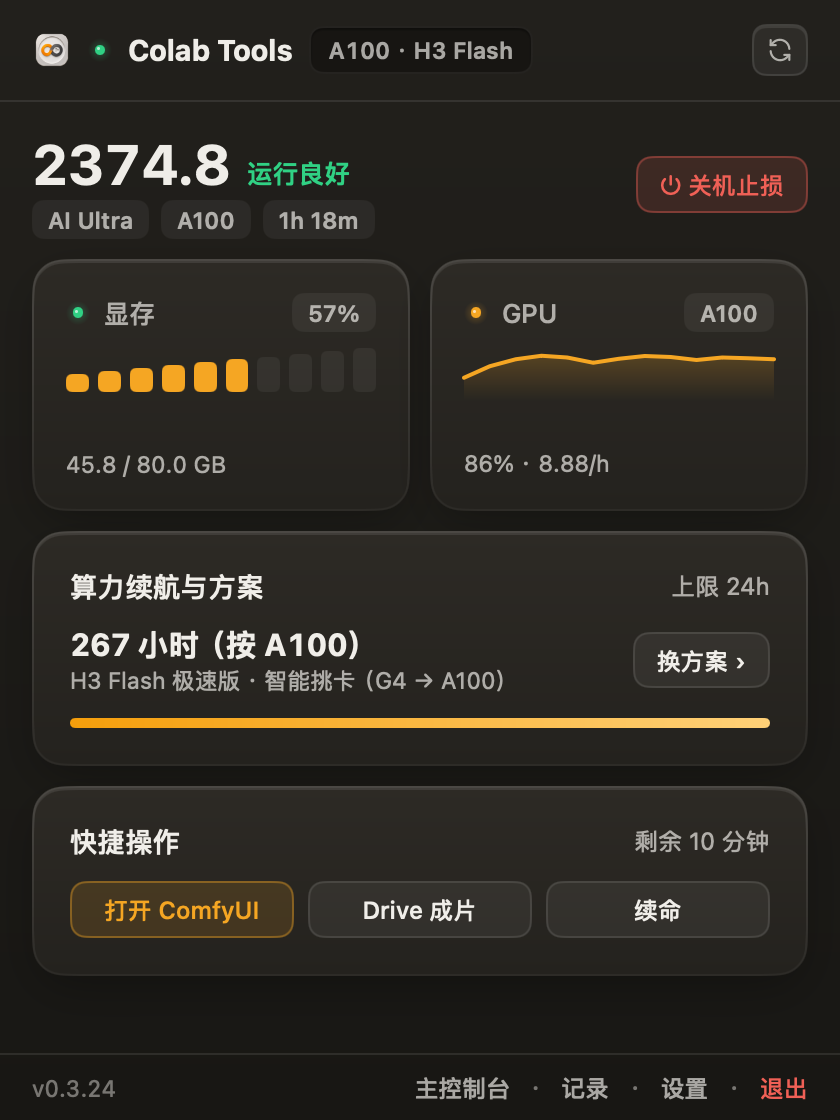 Colab Tools A100 · H3 Flash
2374.8 运行良好
关机止损
AI Ultra A100 1h 18m
显存 57%
45.8 / 80.0 GB
GPU A100
86% · 8.88/h
算力续航与方案 上限 24h
267 小时（按 A100）
H3 Flash 极速版 · 智能挑卡（G4 → A100）
换方案 ›
快捷操作 剩余 10 分钟
打开 ComfyUI Drive 成片 续命
v0.3.24 主控制台 · 记录 · 设置 · 退出